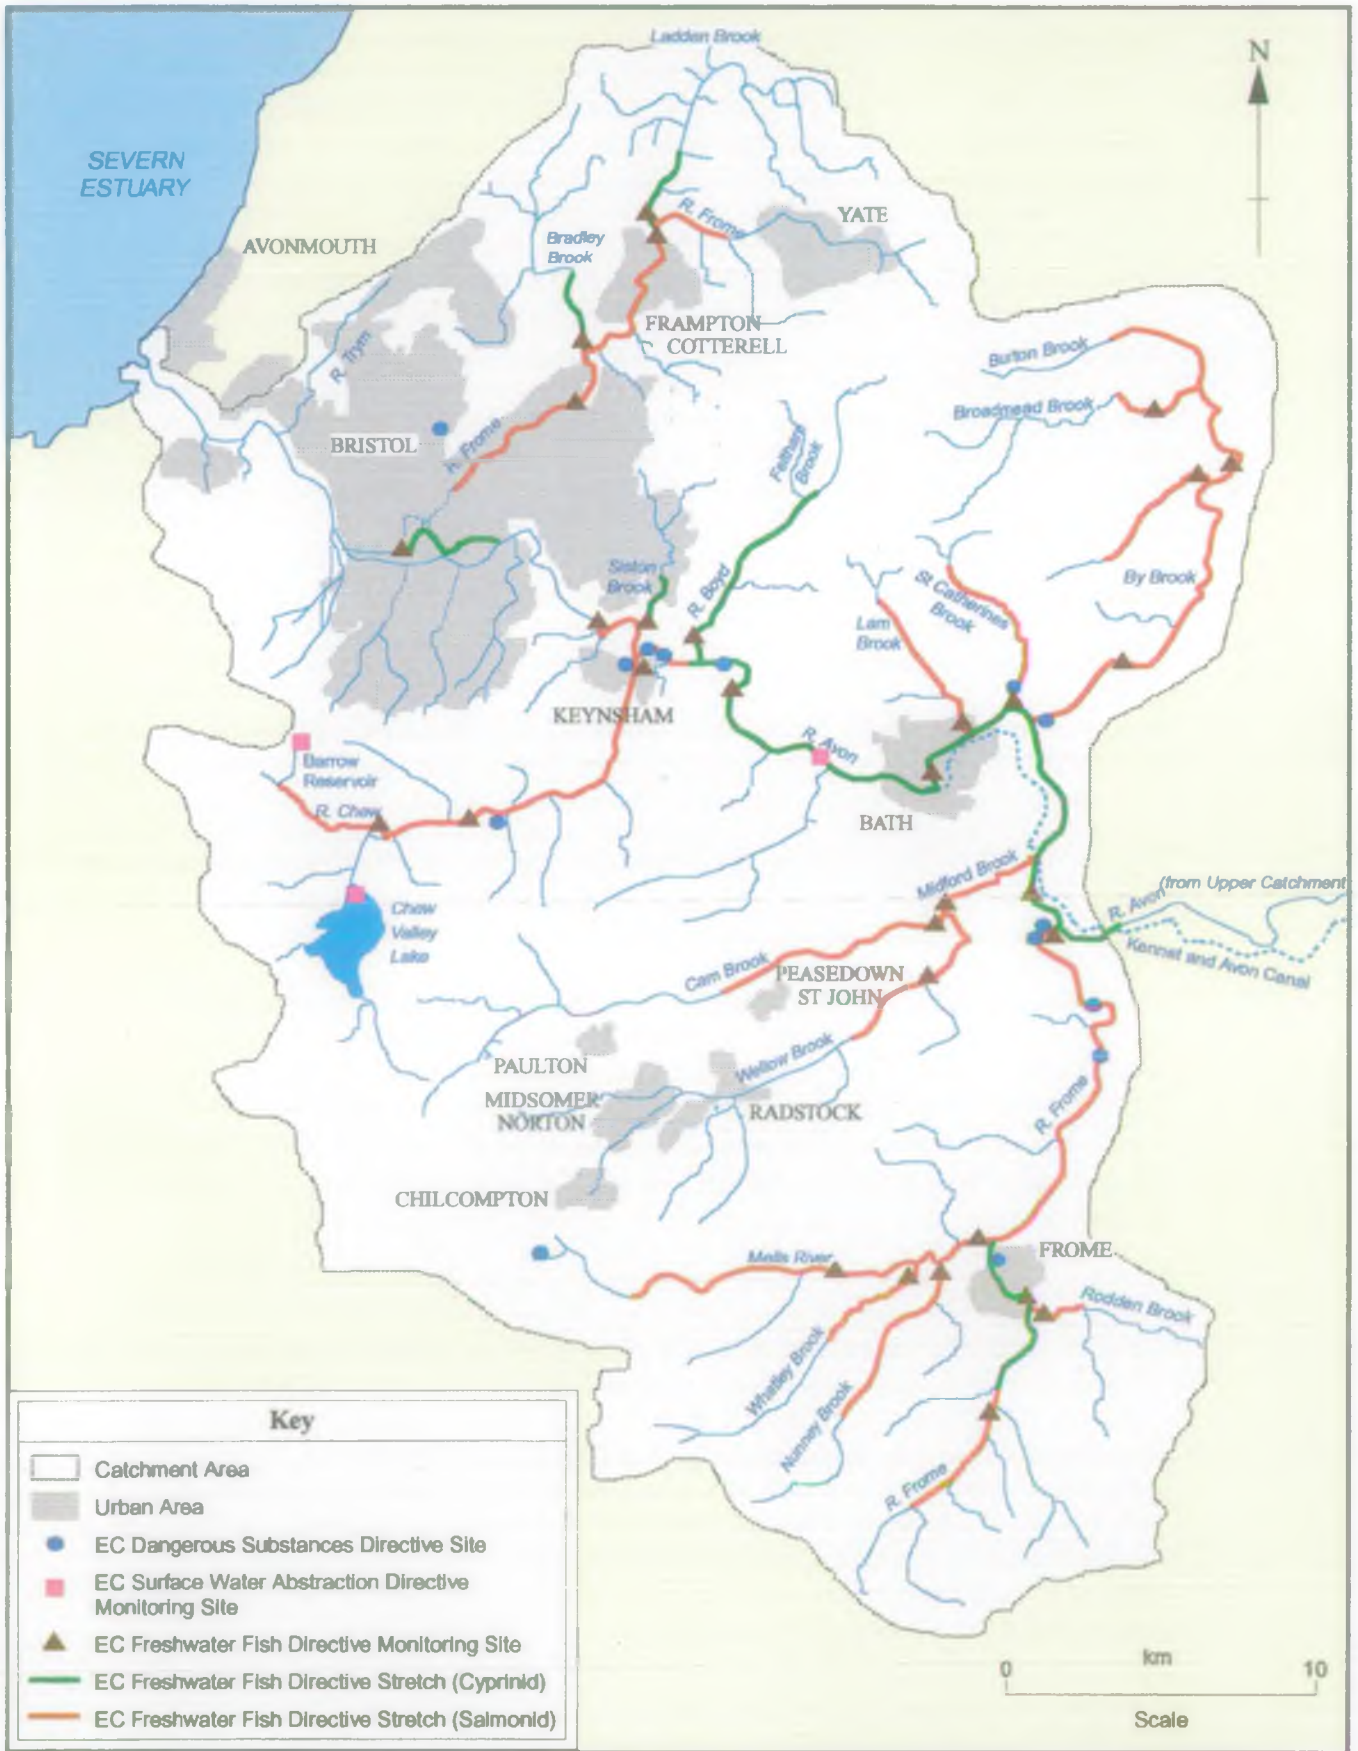 Ladden Brook
N
SEVERN
ESTUARY
R. Frome
YATE
AVONMOUTH
Bradley
Brook
FRAMPTON
COTTERELL
R. Trym
Burton Brook
Broadmead Brook
BRISTOL
R. Frome
Feltham
Brook
Siston
Brook
R. Boyd
St Catherines
Brook
By Brook
Lam
Brook
KEYNSHAM
R. Avon
Barrow
Reservoir
R. Chew
BATH
Midford Brook
(from Upper Catchment
R. Avon
Chew
Valley
Lake
Kennet and Avon Canal
Cam Brook
PEASEDOWN
ST JOHN
PAULTON
Wellow Brook
MIDSOMER
NORTON
RADSTOCK
R. Frome
CHILCOMPTON
Mells River
FROME
Rodden Brook
Whatley Brook
Nunney Brook
R. Frome
Key
Catchment Area
Urban Area
EC Dangerous Substances Directive Site
EC Surface Water Abstraction Directive
Monitoring Site
EC Freshwater Fish Directive Monitoring Site
EC Freshwater Fish Directive Stretch (Cyprinid)
EC Freshwater Fish Directive Stretch (Salmonid)
km
0 10
Scale